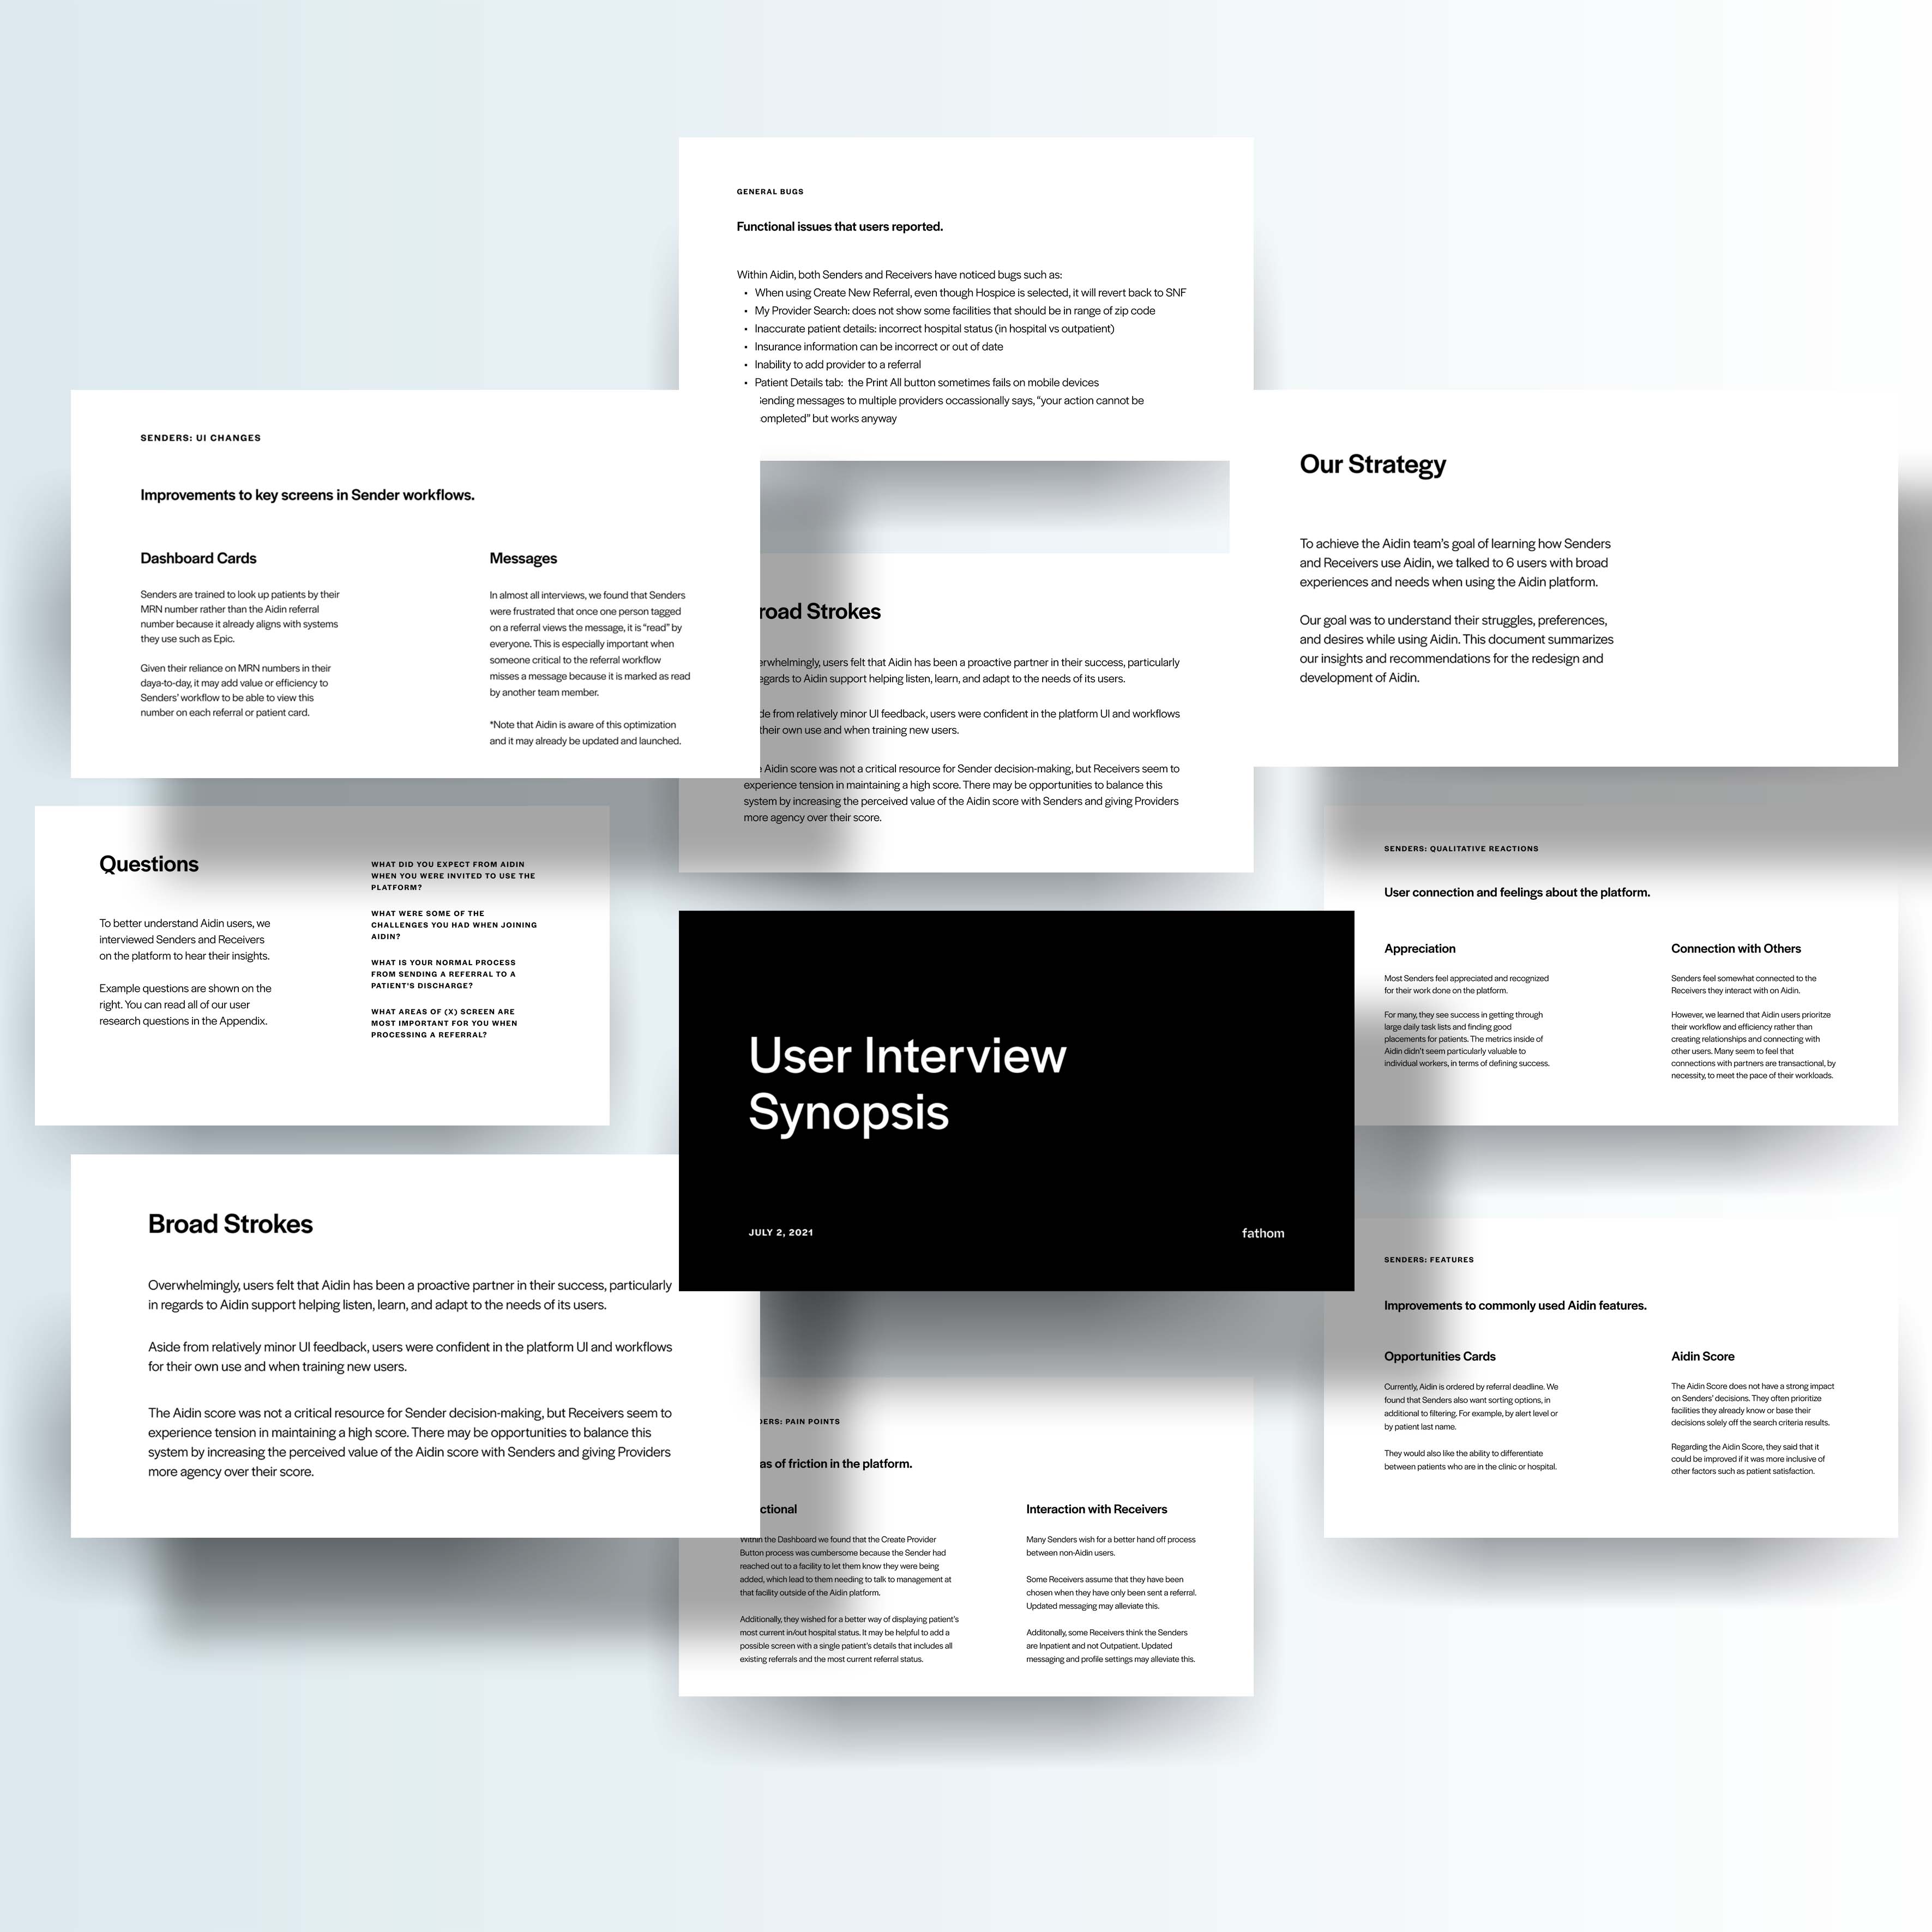 GENERAL BUGS
Functional issues that users reported.
Within Aidin, both Senders and Receivers have noticed bugs such as:
• When using Create New Referral, even though Hospice is selected, it will revert back to SNF
• My Provider Search: does not show some facilities that should be in range of zip code
• Inaccurate patient details: incorrect hospital status (in hospital vs outpatient)
• Insurance information can be incorrect or out of date
• Inability to add provider to a referral
• Patient Details tab:  the Print All button sometimes fails on mobile devices
Sending messages to multiple providers occassionally says, “your action cannot be
ompleted” but works anyway
SENDERS: UI CHANGES
Improvements to key screens in Sender workflows.
Dashboard Cards
Senders are trained to look up patients by their
MRN number rather than the Aidin referral
number because it already aligns with systems
they use such as Epic.
Given their reliance on MRN numbers in their
daya-to-day, it may add value or efficiency to
Senders’ workflow to be able to view this
number on each referral or patient card.
Messages
In almost all interviews, we found that Senders
were frustrated that once one person tagged
on a referral views the message, it is “read” by
everyone. This is especially important when
someone critical to the referral workflow
misses a message because it is marked as read
by another team member.
*Note that Aidin is aware of this optimization
and it may already be updated and launched.
road Strokes
erwhelmingly, users felt that Aidin has been a proactive partner in their success, particularly
egards to Aidin support helping listen, learn, and adapt to the needs of its users.
de from relatively minor UI feedback, users were confident in the platform UI and workflows
their own use and when training new users.
Aidin score was not a critical resource for Sender decision-making, but Receivers seem to
experience tension in maintaining a high score. There may be opportunities to balance this
system by increasing the perceived value of the Aidin score with Senders and giving Providers
more agency over their score.
Our Strategy
To achieve the Aidin team’s goal of learning how Senders
and Receivers use Aidin, we talked to 6 users with broad
experiences and needs when using the Aidin platform.
Our goal was to understand their struggles, preferences,
and desires while using Aidin. This document summarizes
our insights and recommendations for the redesign and
development of Aidin.
Questions
To better understand Aidin users, we
interviewed Senders and Receivers
on the platform to hear their insights.
Example questions are shown on the
right. You can read all of our user
research questions in the Appendix.
WHAT DID YOU EXPECT FROM AIDIN
WHEN YOU WERE INVITED TO USE THE
PLATFORM?
WHAT WERE SOME OF THE
CHALLENGES YOU HAD WHEN JOINING
AIDIN?
WHAT IS YOUR NORMAL PROCESS
FROM SENDING A REFERRAL TO A
PATIENT'S DISCHARGE?
WHAT AREAS OF (X) SCREEN ARE
MOST IMPORTANT FOR YOU WHEN
PROCESSING A REFERRAL?
User Interview
Synopsis
JULY 2, 2021
fathom
SENDERS: QUALITATIVE REACTIONS
User connection and feelings about the platform.
Appreciation
Most Senders feel appreciated and recognized
for their work done on the platform.
For many, they see success in getting through
large daily task lists and finding good
placements for patients. The metrics inside of
Aidin didn’t seem particularly valuable to
individual workers, in terms of defining success.
Connection with Others
Senders feel somewhat connected to the
Receivers they interact with on Aidin.
However, we learned that Aidin users prioritize
their workflow and efficiency rather than
creating relationships and connecting with
other users. Many seem to feel that
connections with partners are transactional, by
necessity, to meet the pace of their workloads.
Broad Strokes
Overwhelmingly, users felt that Aidin has been a proactive partner in their success, particularly
in regards to Aidin support helping listen, learn, and adapt to the needs of its users.
Aside from relatively minor UI feedback, users were confident in the platform UI and workflows
for their own use and when training new users.
The Aidin score was not a critical resource for Sender decision-making, but Receivers seem to
experience tension in maintaining a high score. There may be opportunities to balance this
system by increasing the perceived value of the Aidin score with Senders and giving Providers
more agency over their score.
DERS: PAIN POINTS
as of friction in the platform.
ctional
Within the Dashboard we found that the Create Provider
Button process was cumbersome because the Sender had
reached out to a facility to let them know they were being
added, which lead to them needing to talk to management at
that facility outside of the Aidin platform.
Additionally, they wished for a better way of displaying patient’s
most current in/out hospital status. It may be helpful to add a
possible screen with a single patient’s details that includes all
existing referrals and the most current referral status.
Interaction with Receivers
Many Senders wish for a better hand off process
between non-Aidin users.
Some Receivers assume that they have been
chosen when they have only been sent a referral.
Updated messaging may alleviate this.
Additonally, some Receivers think the Senders
are Inpatient and not Outpatient. Updated
messaging and profile settings may alleviate this.
SENDERS: FEATURES
Improvements to commonly used Aidin features.
Opportunities Cards
Currently, Aidin is ordered by referral deadline. We
found that Senders also want sorting options, in
additional to filtering. For example, by alert level or
by patient last name.
They would also like the ability to differentiate
between patients who are in the clinic or hospital.
Aidin Score
The Aidin Score does not have a strong impact
on Senders’ decisions. They often prioritize
facilities they already know or base their
decisions solely off the search criteria results.
Regarding the Aidin Score, they said that it
could be improved if it was more inclusive of
other factors such as patient satisfaction.